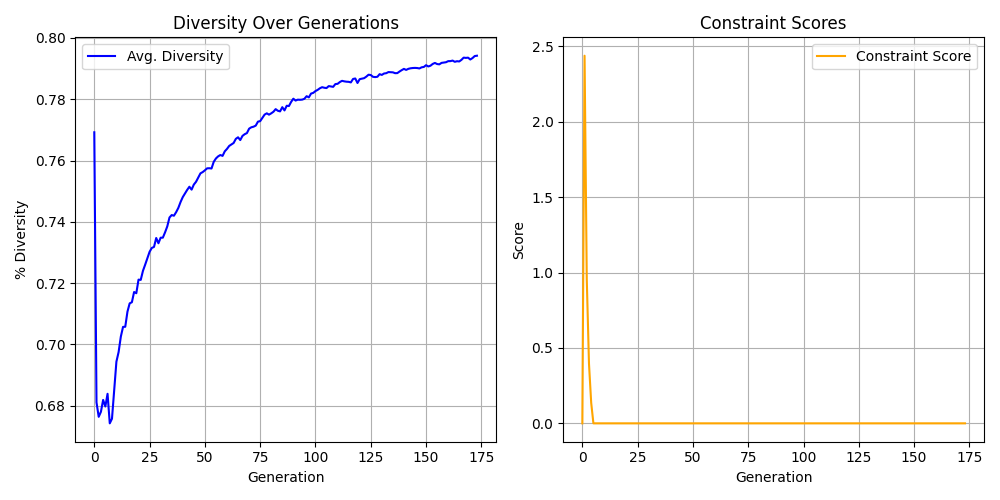 Diversity Over Generations
Avg. Diversity
% Diversity
0.80
0.78
0.76
0.74
0.72
0.70
0.68
0 25 50 75 100 125 150 175
Generation
Constraint Scores
Constraint Score
Score
2.5
2.0
1.5
1.0
0.5
0.0
0 25 50 75 100 125 150 175
Generation